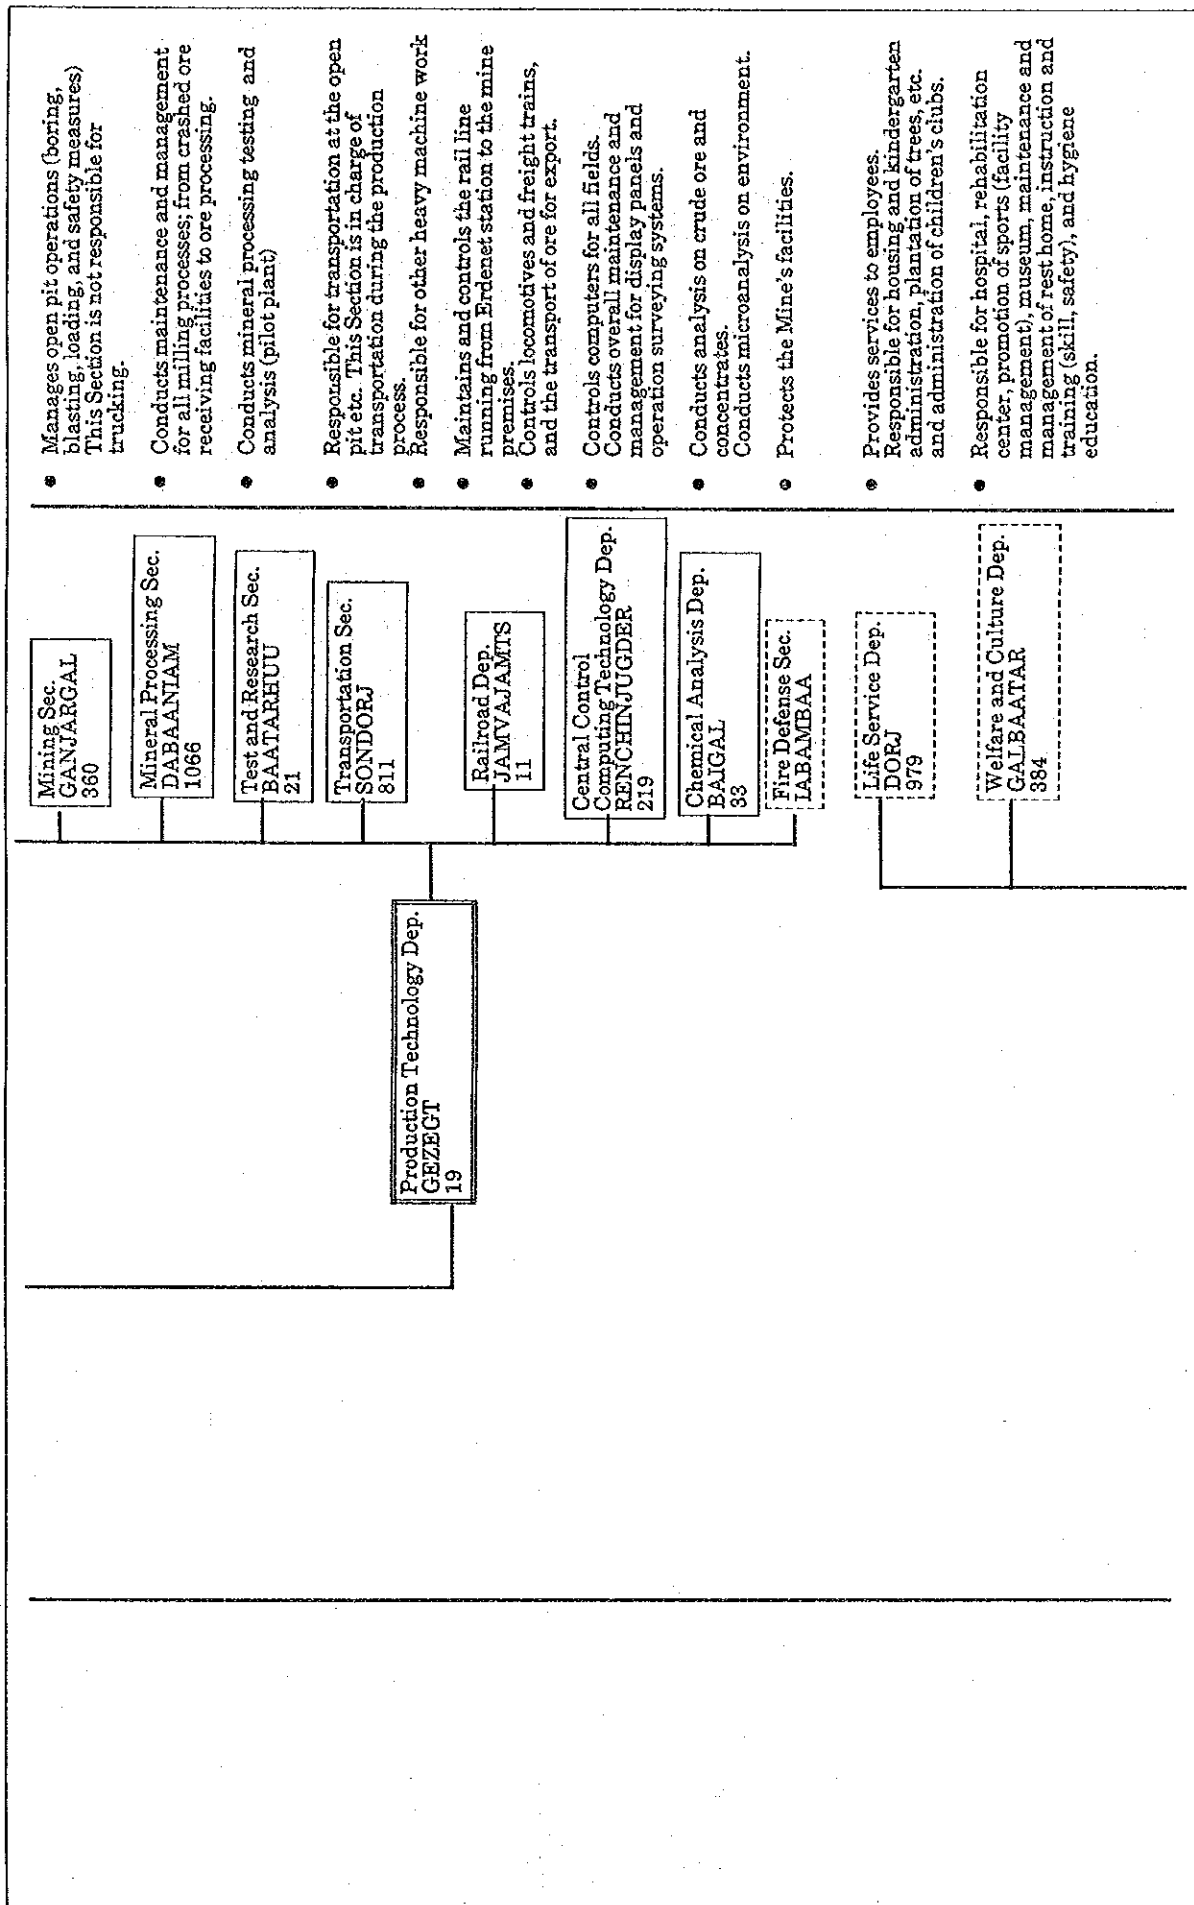 Production Technology Dep.
GEZEGT
19
Mining Sec.
GANJARGAL
360
Mineral Processing Sec.
DABAANIAM
1066
Test and Research Sec.
BAATARHUU
21
Transportation Sec.
SONDORJ
811
Railroad Dep.
JAMVAJAMTS
11
Central Control
Computing Technology Dep.
RENCHINJUGDER
219
Chemical Analysis Dep.
BAIGAL
33
Fire Defense Sec.
IABAMBAA
Life Service Dep.
DORJ
979
Welfare and Culture Dep.
GALBAATAR
384
● Manages open pit operations (boring,
blasting, loading, and safety measures)
This Section is not responsible for
trucking.
● Conducts maintenance and management
for all milling processes; from crashed ore
receiving facilities to ore processing.
● Conducts mineral processing testing and
analysis (pilot plant)
● Responsible for transportation at the open
pit etc. This Section is in charge of
transportation during the production
process.
● Responsible for other heavy machine work
● Maintains and controls the rail line
running from Erdenet station to the mine
premises.
● Controls locomotives and freight trains,
and the transport of ore for export.
● Controls computers for all fields.
Conducts overall maintenance and
management for display panels and
operation surveying systems.
● Conducts analysis on crude ore and
concentrates.
Conducts microanalysis on environment.
● Protects the Mine's facilities.
● Provides services to employees.
Responsible for housing and kindergarten
administration, plantation of trees, etc.
and administration of children's clubs.
● Responsible for hospital, rehabilitation
center, promotion of sports (facility
management), museum, maintenance and
management of rest home, instruction and
training (skill, safety), and hygiene
education.